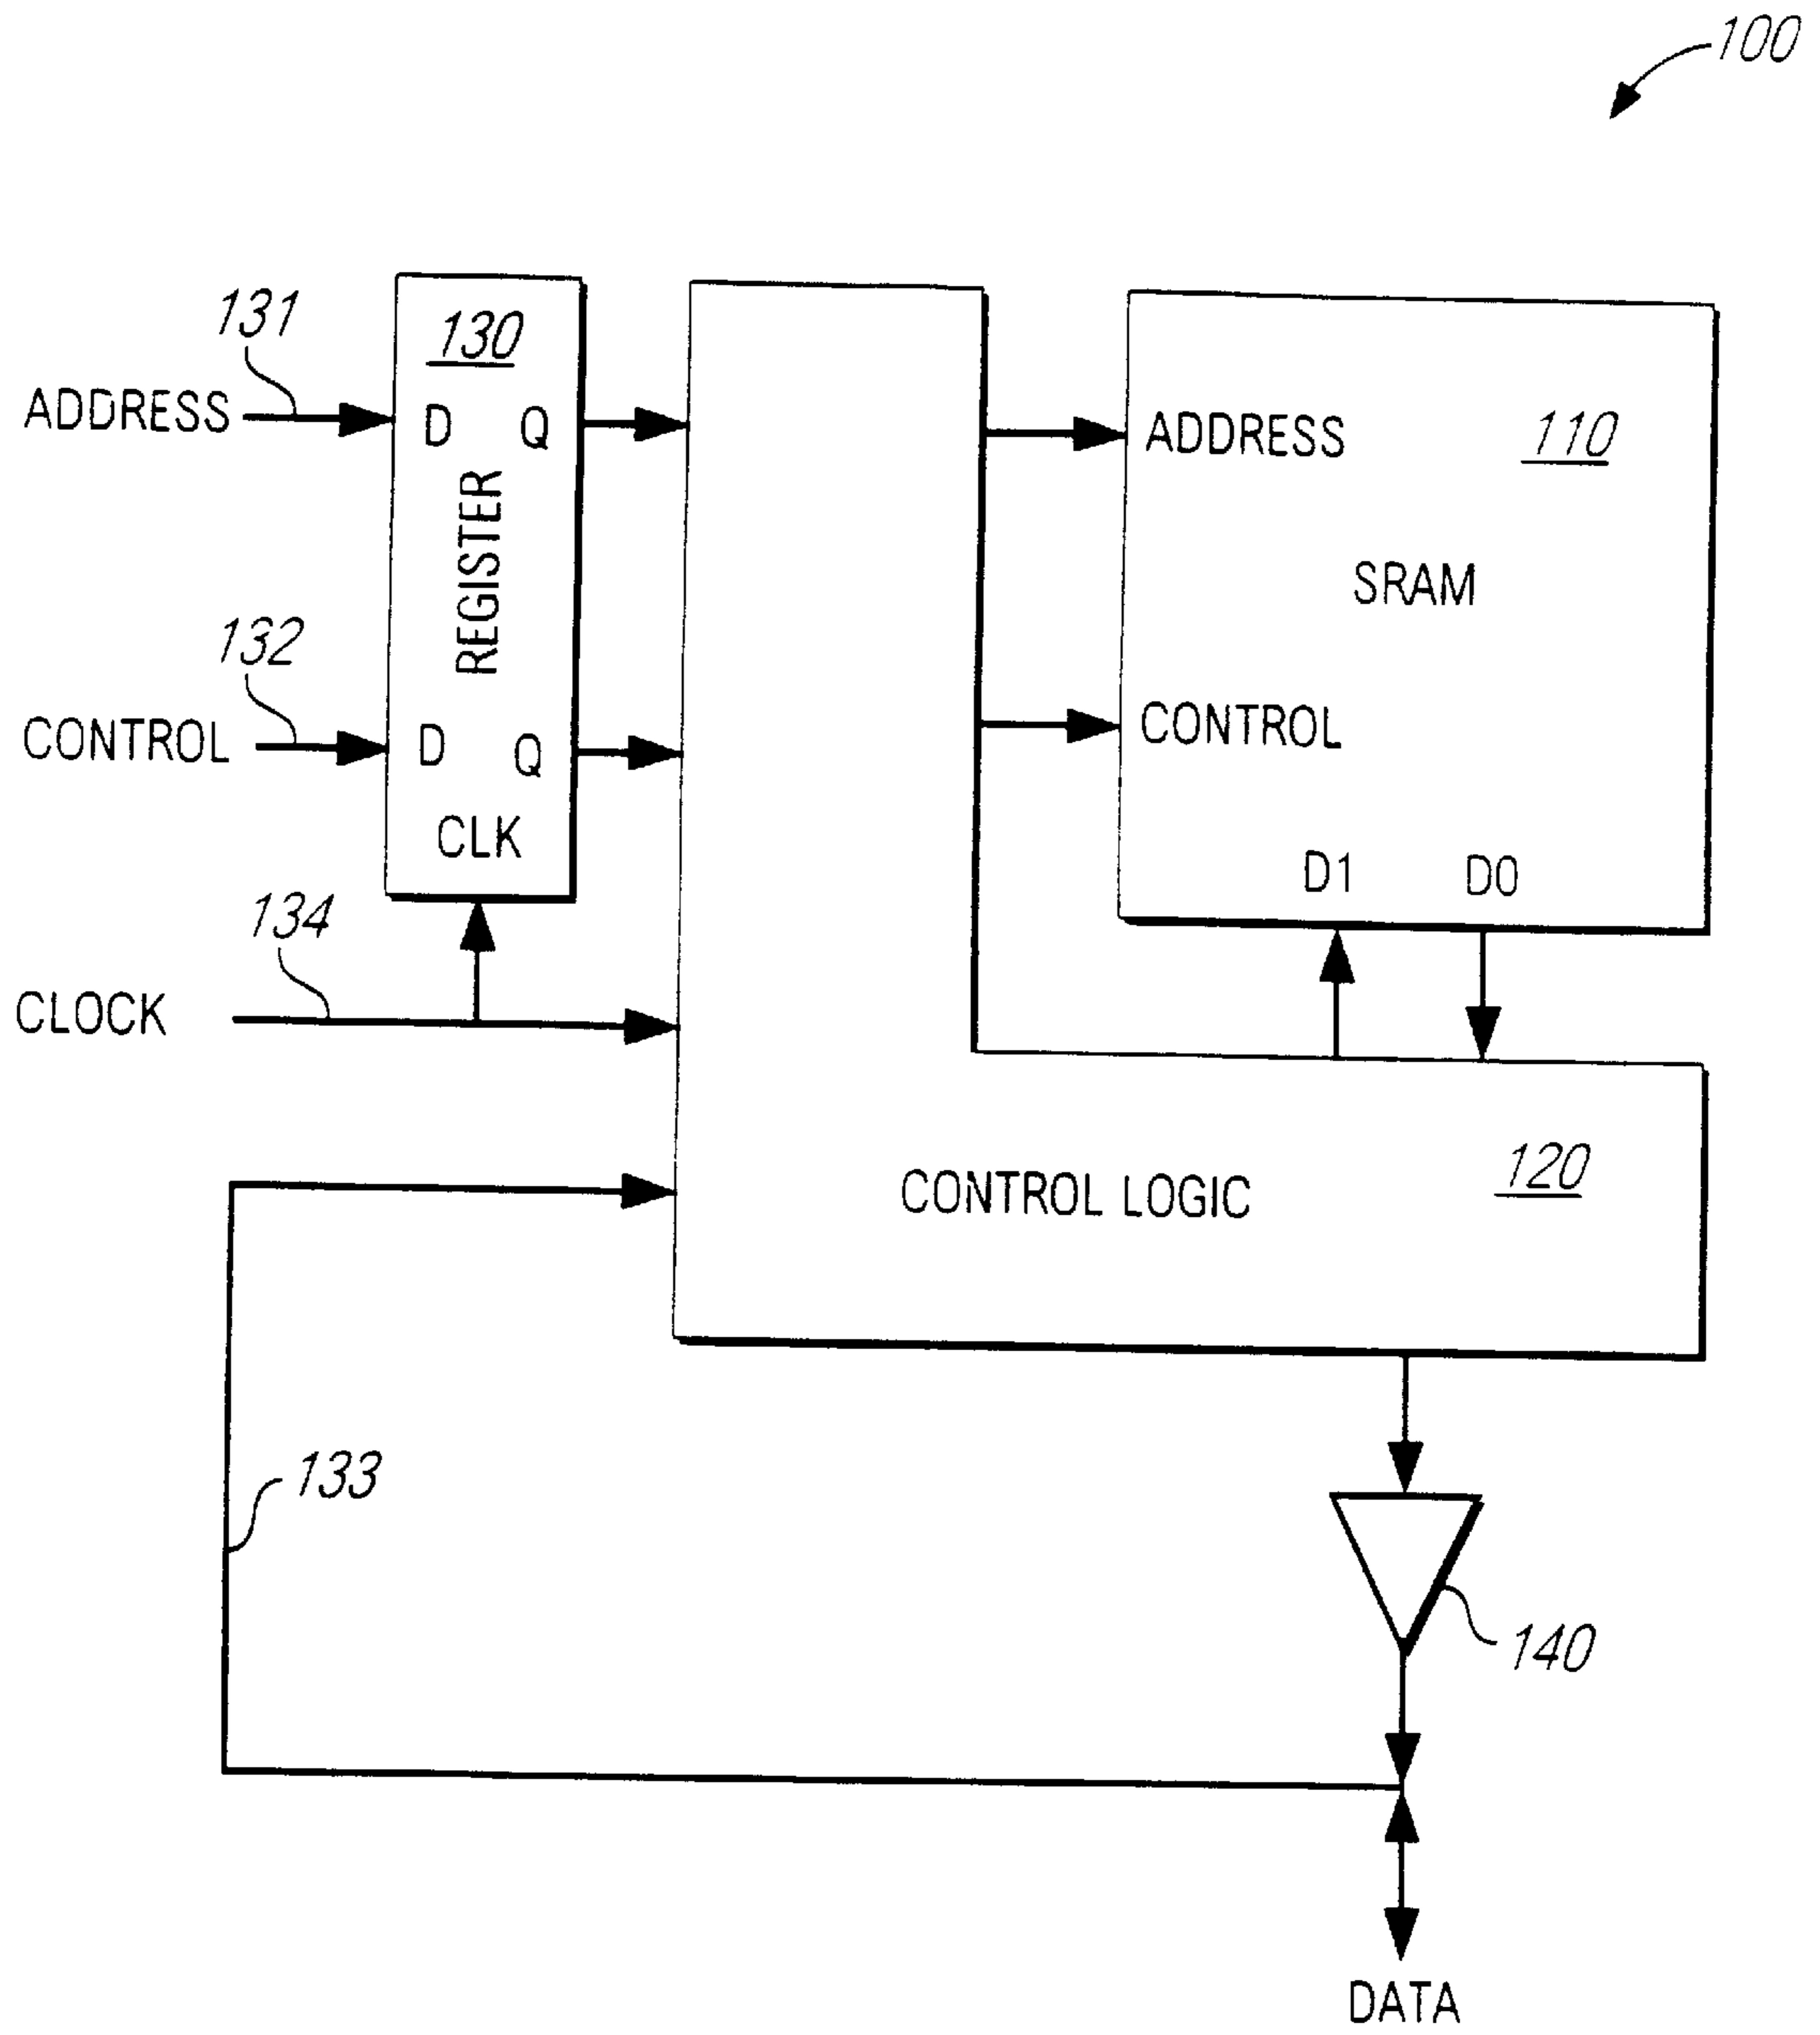 100
131
130
ADDRESS
D Q
ADDRESS
110
REGISTER
SRAM
132
CONTROL
D Q
CONTROL
CLK
D1 D0
134
CLOCK
CONTROL LOGIC
120
133
140
DATA